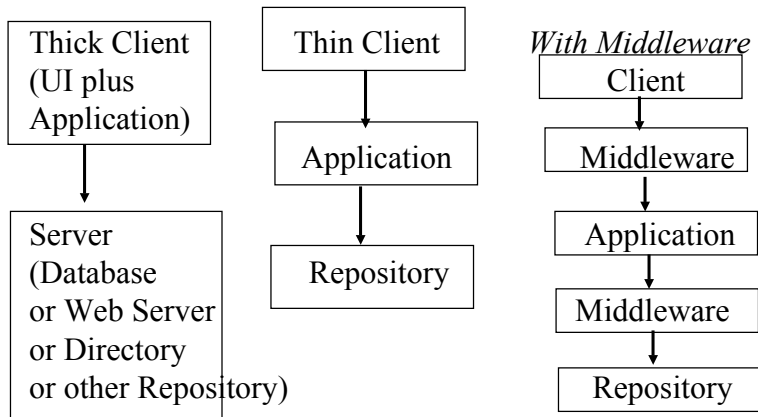 Thick Client
(UI plus
Application)
Server
(Database
or Web Server
or Directory
or other Repository)
Thin Client
Application
Repository
With Middleware
Client
Middleware
Application
Middleware
Repository